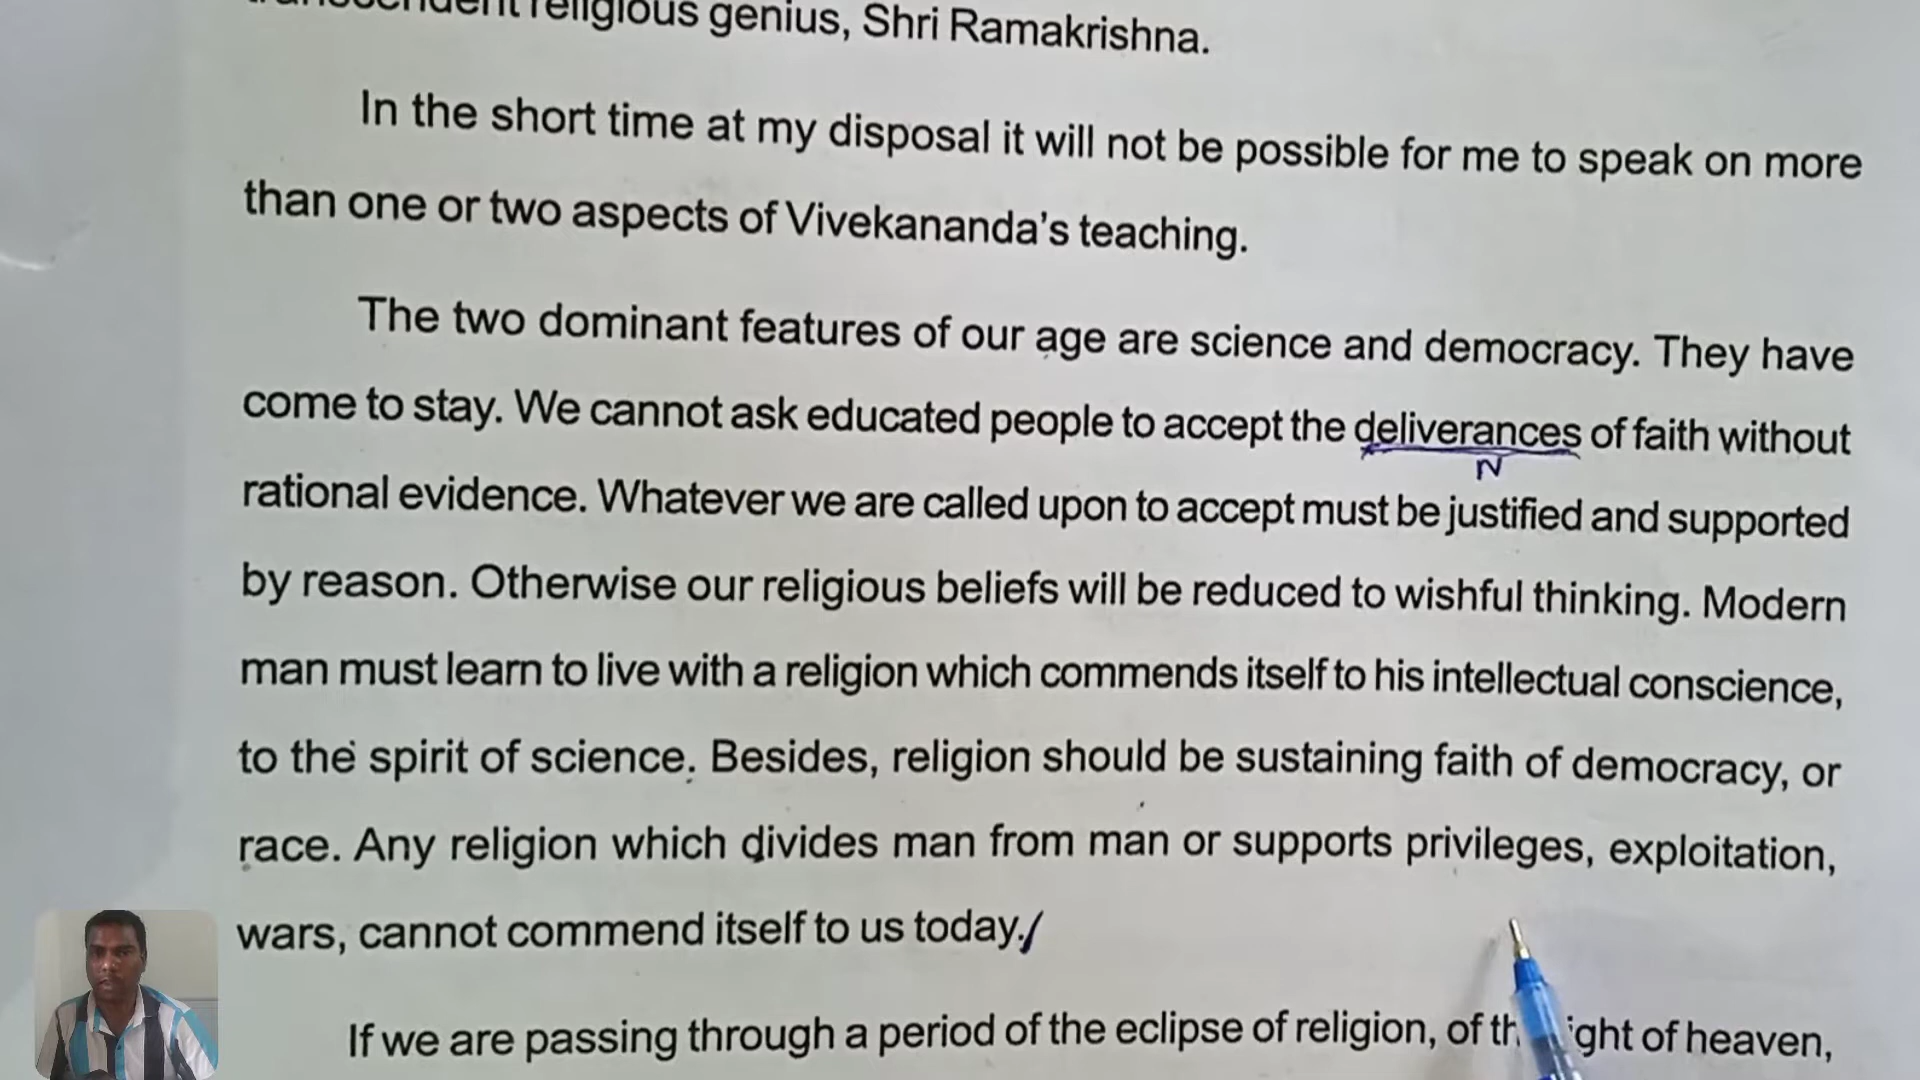 transcendent religious genius, Shri Ramakrishna.
In the short time at my disposal it will not be possible for me to speak on more
than one or two aspects of Vivekananda's teaching.
The two dominant features of our age are science and democracy. They have
come to stay. We cannot ask educated people to accept the deliverances of faith without
N
rational evidence. Whatever we are called upon to accept must be justified and supported
by reason. Otherwise our religious beliefs will be reduced to wishful thinking. Modern
man must learn to live with a religion which commends itself to his intellectual conscience,
to the spirit of science. Besides, religion should be sustaining faith of democracy, or
race. Any religion which divides man from man or supports privileges, exploitation,
wars, cannot commend itself to us today.
If we are passing through a period of the eclipse of religion, of of heaven,